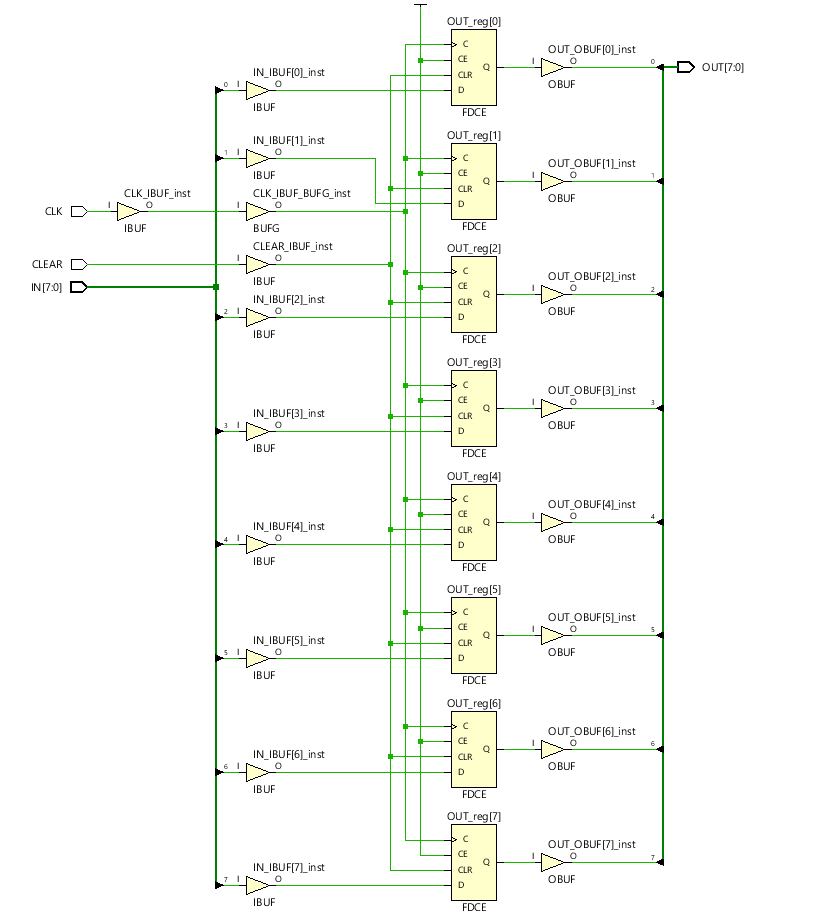 OUT_reg[0]
C
CE
CLR
D
Q
FDCE
I
OUT_OBUF[0]_inst
O
OBUF
0
OUT[7:0]
0
I
IN_IBUF[0]_inst
O
IBUF
OUT_reg[1]
C
CE
CLR
D
Q
FDCE
I
OUT_OBUF[1]_inst
O
OBUF
1
1
I
IN_IBUF[1]_inst
O
IBUF
CLK
I
CLK_IBUF_inst
O
IBUF
I
CLK_IBUF_BUFG_inst
O
BUFG
CLEAR
I
CLEAR_IBUF_inst
O
IBUF
IN[7:0]
OUT_reg[2]
C
CE
CLR
D
Q
FDCE
I
OUT_OBUF[2]_inst
O
OBUF
2
2
I
IN_IBUF[2]_inst
O
IBUF
OUT_reg[3]
C
CE
CLR
D
Q
FDCE
I
OUT_OBUF[3]_inst
O
OBUF
3
3
I
IN_IBUF[3]_inst
O
IBUF
OUT_reg[4]
C
CE
CLR
D
Q
FDCE
I
OUT_OBUF[4]_inst
O
OBUF
4
4
I
IN_IBUF[4]_inst
O
IBUF
OUT_reg[5]
C
CE
CLR
D
Q
FDCE
I
OUT_OBUF[5]_inst
O
OBUF
5
5
I
IN_IBUF[5]_inst
O
IBUF
OUT_reg[6]
C
CE
CLR
D
Q
FDCE
I
OUT_OBUF[6]_inst
O
OBUF
6
6
I
IN_IBUF[6]_inst
O
IBUF
OUT_reg[7]
C
CE
CLR
D
Q
FDCE
I
OUT_OBUF[7]_inst
O
OBUF
7
7
I
IN_IBUF[7]_inst
O
IBUF